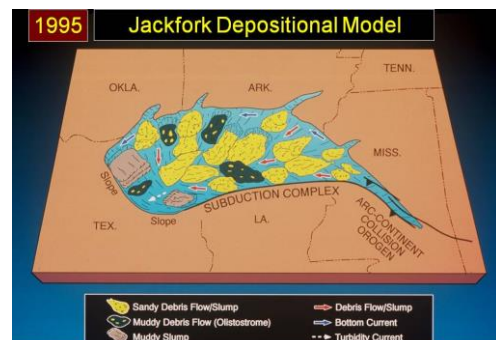 1995
Jackfork Depositional Model
TENN.
OKLA.
ARK.
MISS.
Slope
SUBDUCTION COMPLEX
TEX.
Slope
LA.
ARC-CONTINENT
COLLISION
OROGEN
Sandy Debris Flow/Slump
Debris Flow/Slump
Muddy Debris Flow (Olistostrome)
Bottom Current
Muddy Slump
Turbidity Current